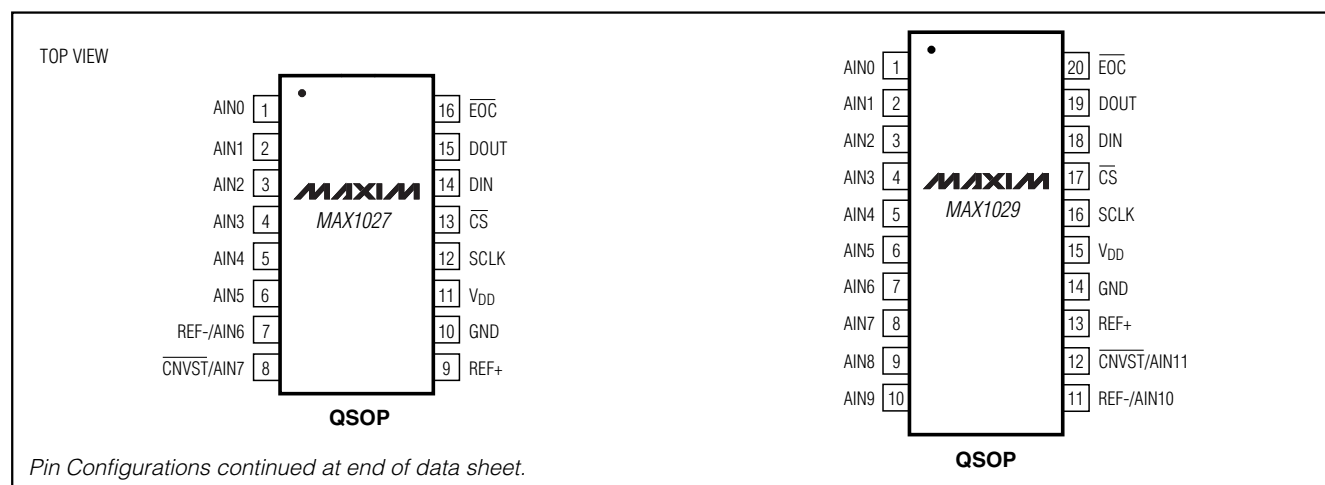 TOP VIEW
AIN0 1
AIN1 2
AIN2 3
AIN3 4
AIN4 5
AIN5 6
REF-/AIN6 7
CNVST/AIN7 8
MAXIM
MAX1027
16 EOC
15 DOUT
14 DIN
13 CS
12 SCLK
11 VDD
10 GND
9 REF+
QSOP
AIN0 1
AIN1 2
AIN2 3
AIN3 4
AIN4 5
AIN5 6
AIN6 7
AIN7 8
AIN8 9
AIN9 10
MAXIM
MAX1029
20 EOC
19 DOUT
18 DIN
17 CS
16 SCLK
15 VDD
14 GND
13 REF+
12 CNVST/AIN11
11 REF-/AIN10
QSOP
Pin Configurations continued at end of data sheet.